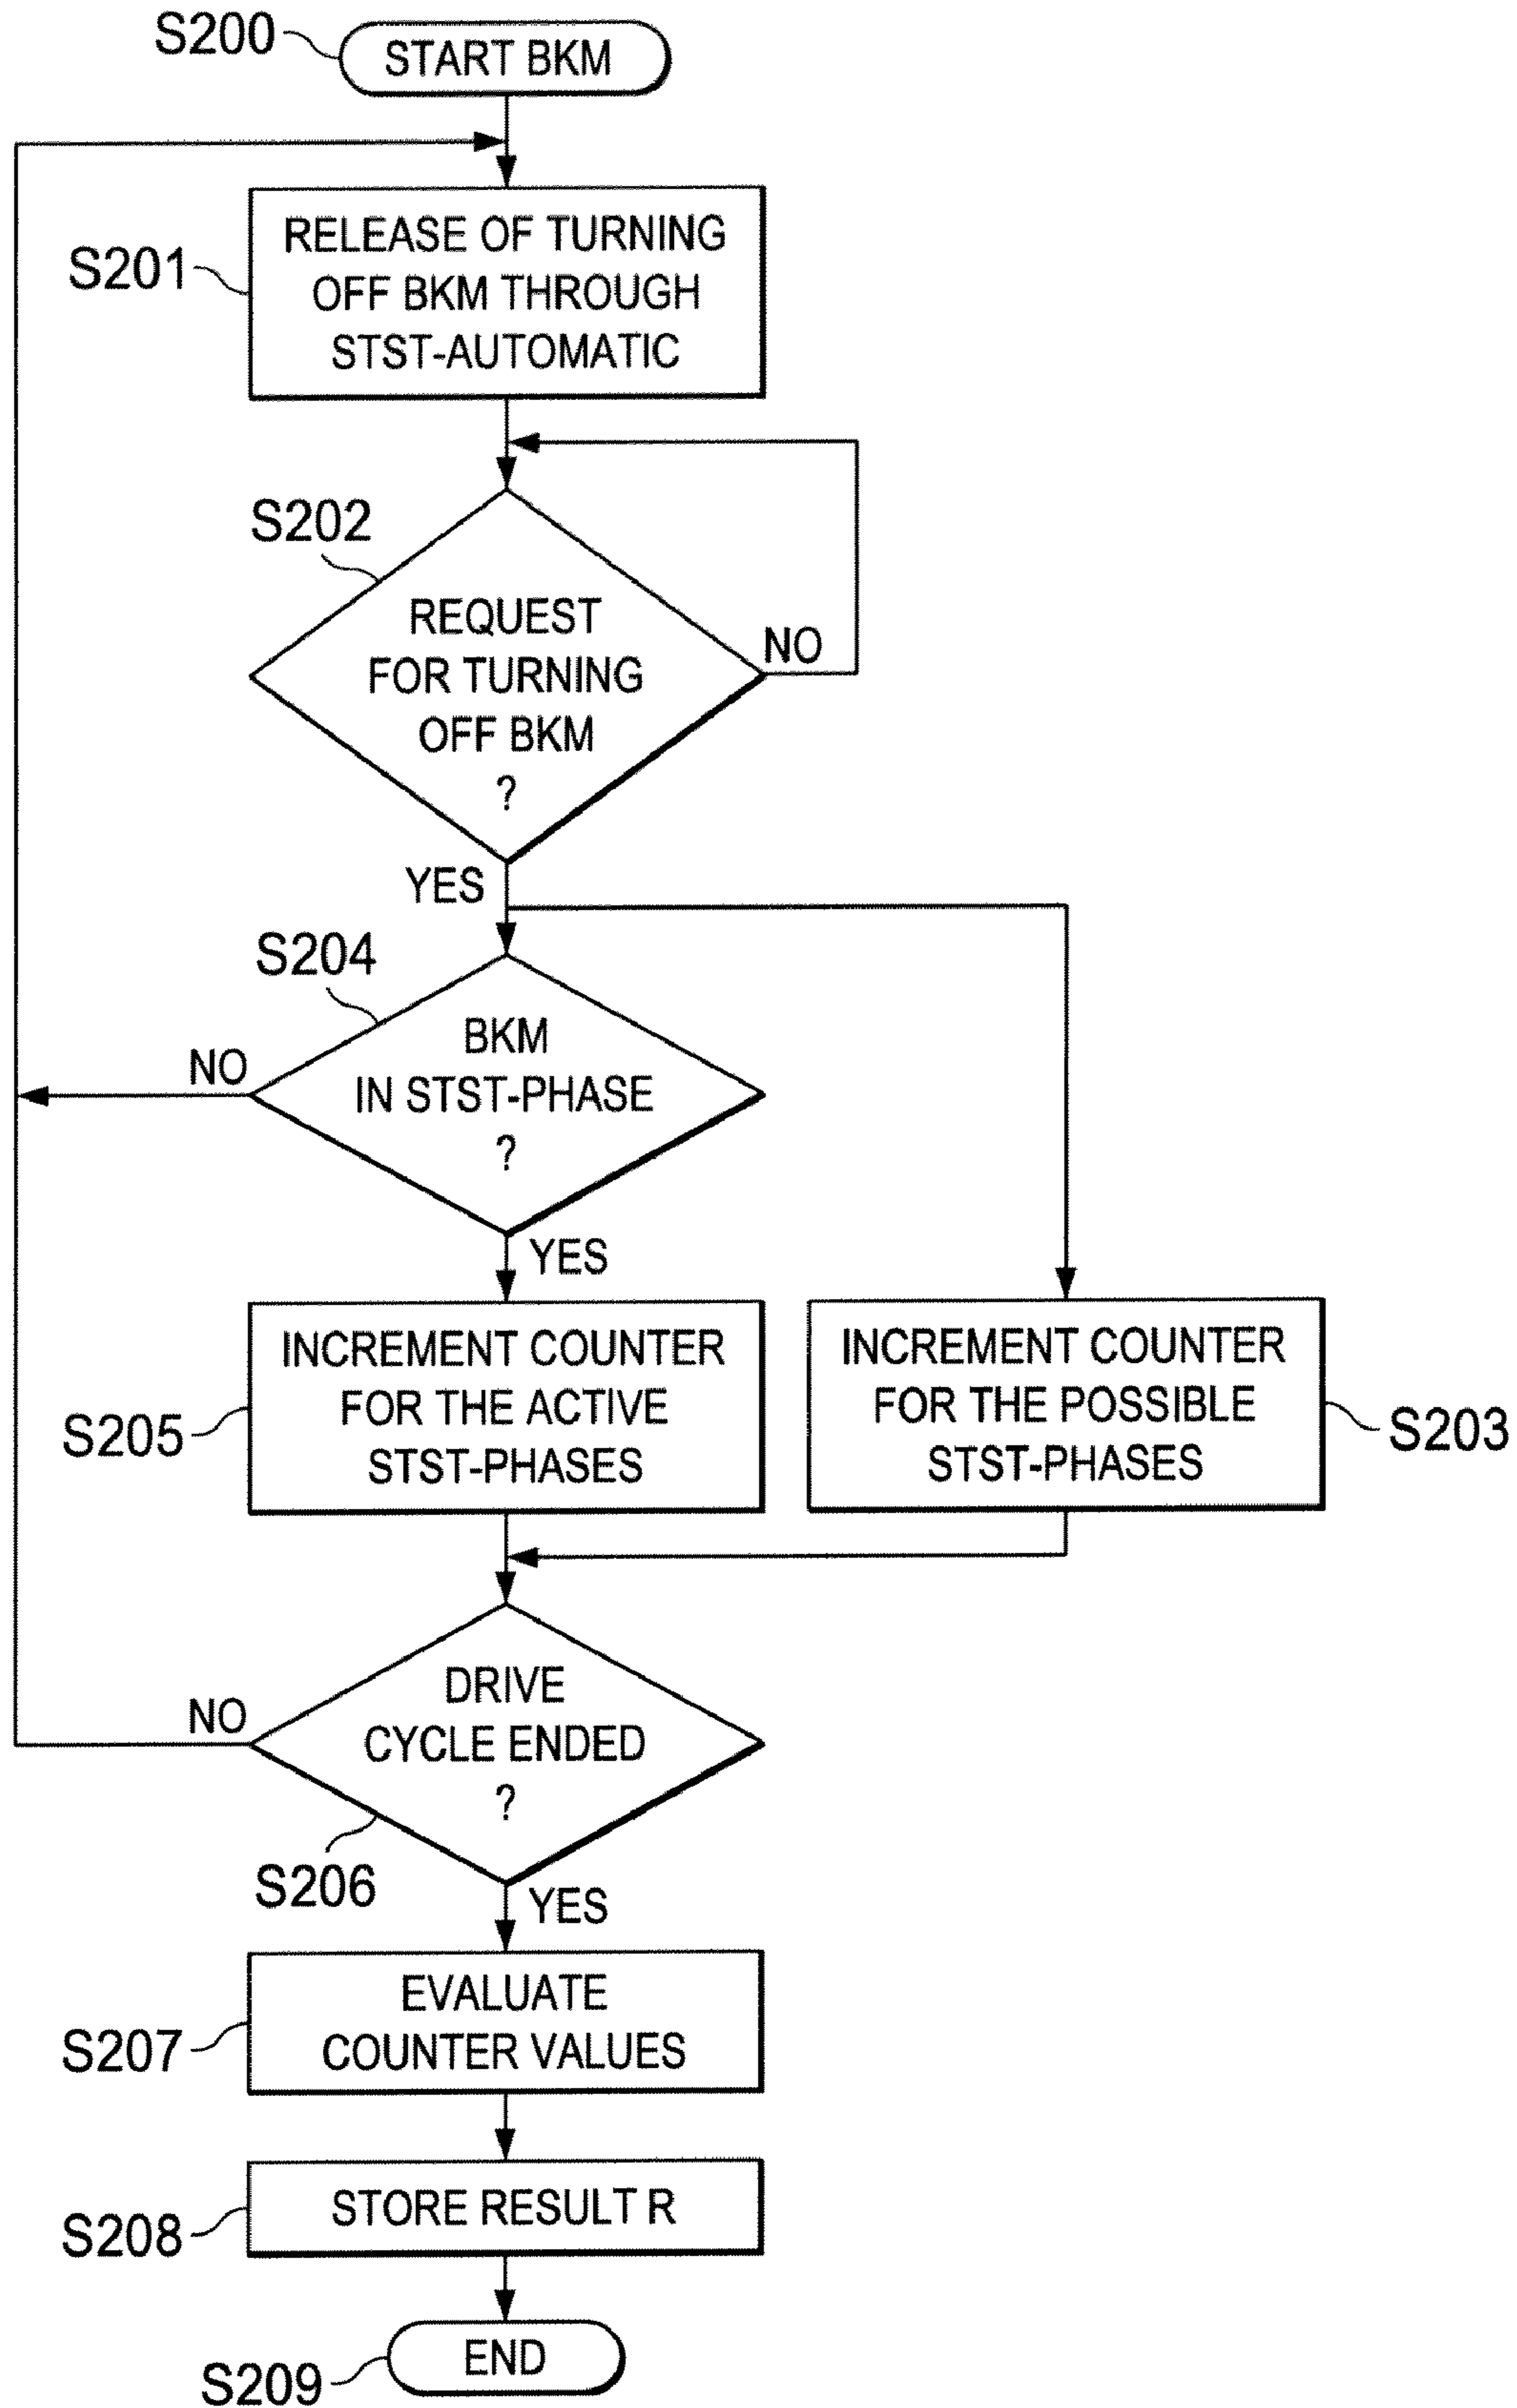 S200
START BKM
S201
RELEASE OF TURNING
OFF BKM THROUGH
STST-AUTOMATIC
S202
REQUEST
FOR TURNING
OFF BKM
?
NO
YES
S204
BKM
IN STST-PHASE
?
NO
YES
S205
INCREMENT COUNTER
FOR THE ACTIVE
STST-PHASES
INCREMENT COUNTER
FOR THE POSSIBLE
STST-PHASES
S203
DRIVE
CYCLE ENDED
?
NO
S206
YES
S207
EVALUATE
COUNTER VALUES
S208
STORE RESULT R
S209
END